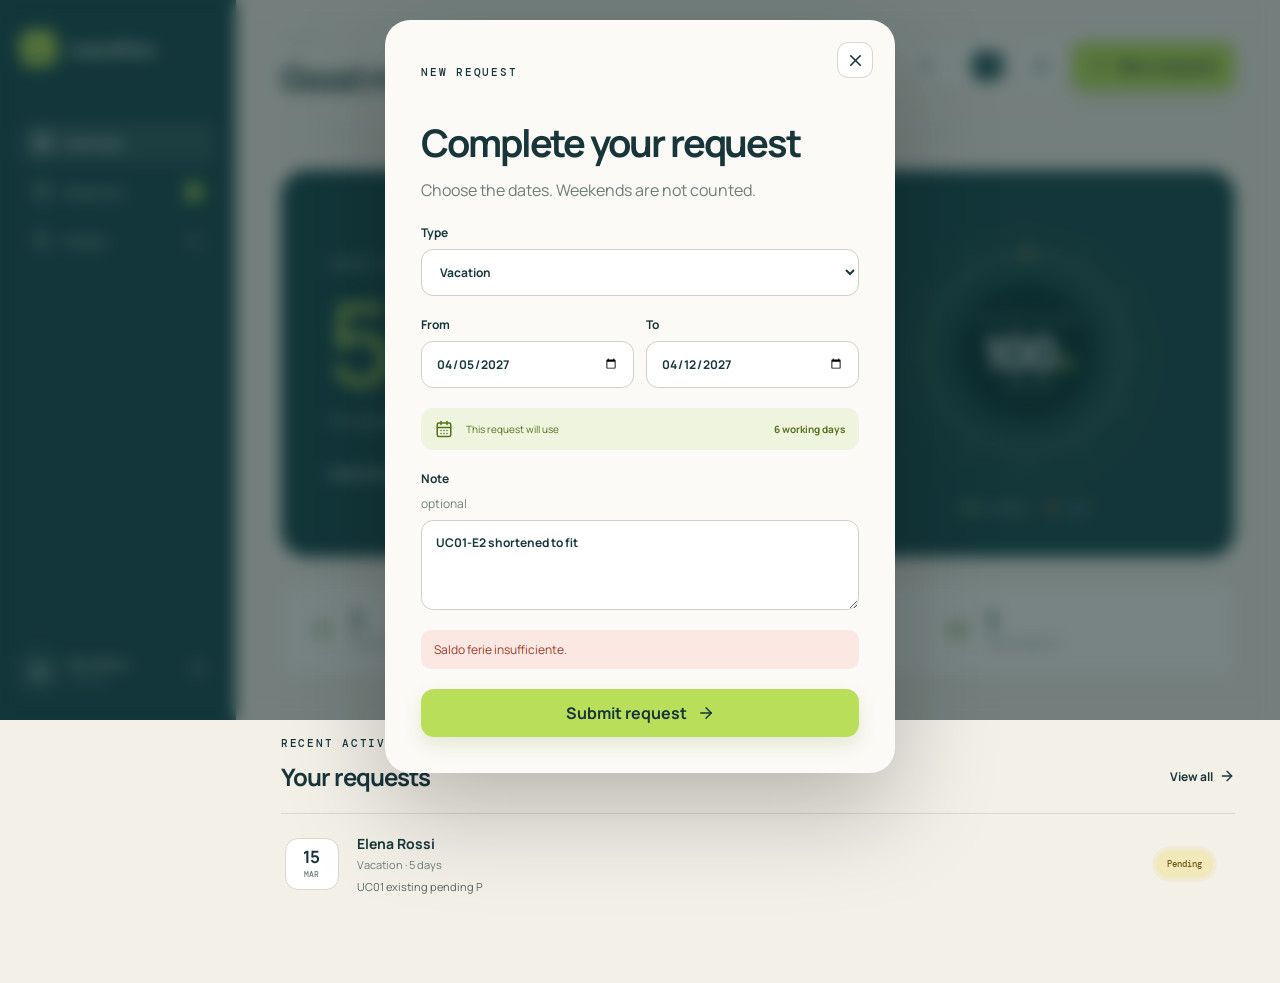 NEW REQUEST
Complete your request
Choose the dates. Weekends are not counted.
Type
Vacation
From
To
04/05/2027
04/12/2027
This request will use
6 working days
Note
optional
UC01-E2 shortened to fit
Saldo ferie insufficiente.
Submit request
5
100
RECENT ACTIV
Your requests
View all
15
MAR
Elena Rossi
Vacation · 5 days
UC01 existing pending P
Pending